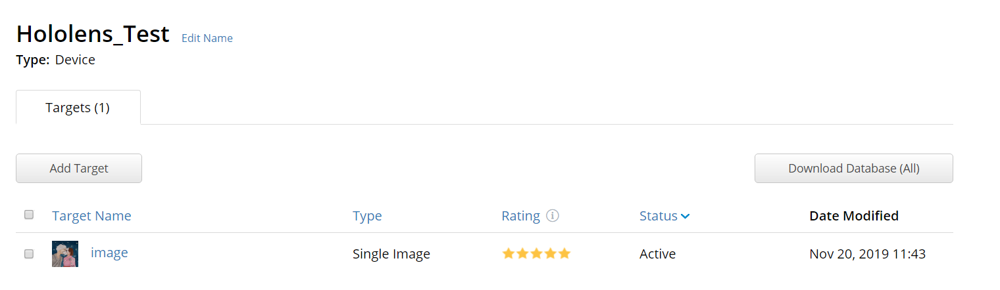 Hololens_Test Edit Name
Type: Device
Targets (1)
Add Target Download Database (All)
Target Name Type Rating Status Date Modified
image Single Image Active Nov 20, 2019 11:43